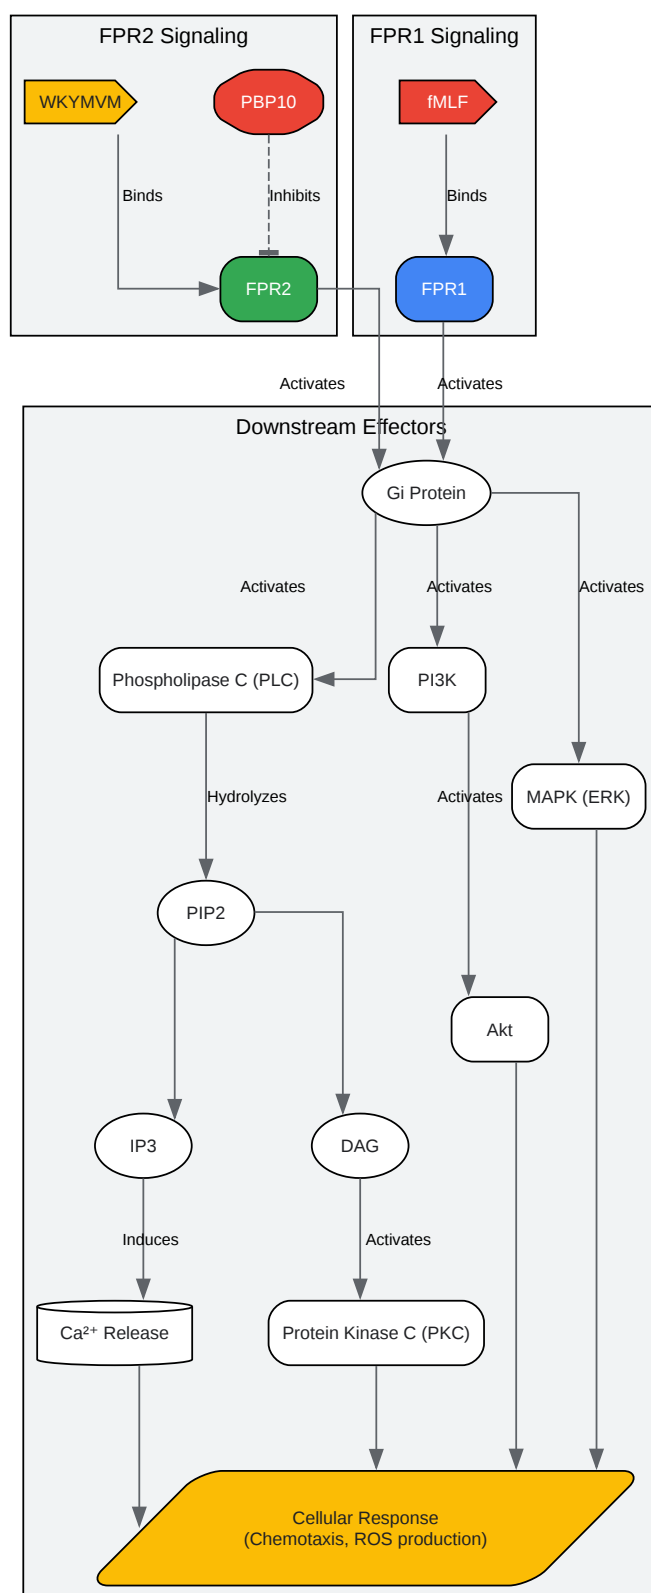 FPR2 Signaling
FPR1 Signaling
WKYMVM
PBP10
fMLF
Binds
Inhibits
Binds
FPR2
FPR1
Activates
Activates
Downstream Effectors
Gi Protein
Activates
Activates
Activates
Phospholipase C (PLC)
PI3K
Hydrolyzes
Activates
MAPK (ERK)
PIP2
Akt
IP3
DAG
Induces
Activates
Ca²⁺ Release
Protein Kinase C (PKC)
Cellular Response
(Chemotaxis, ROS production)